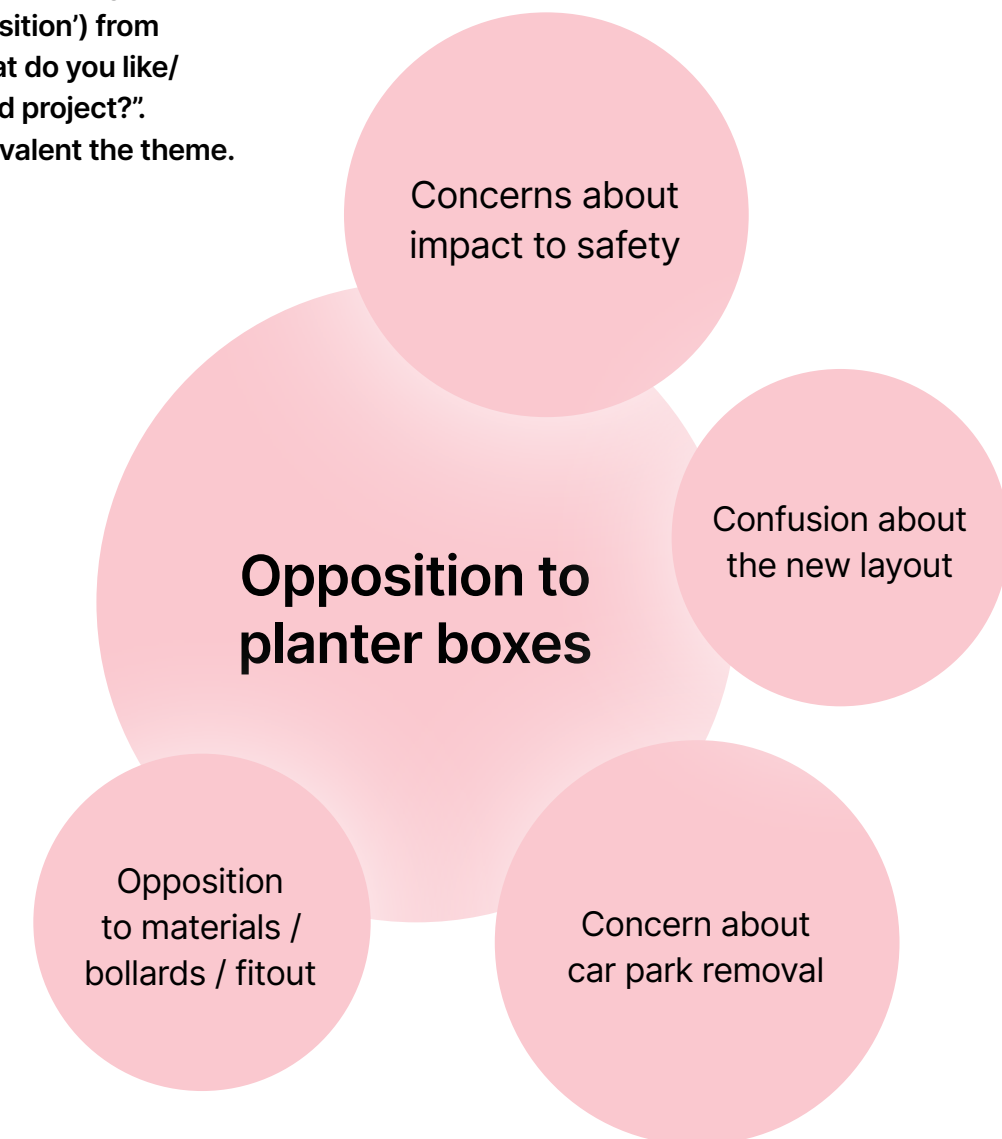 sition’) from
at do you like/
d project?”.
valent the theme.
Concerns about
impact to safety
Confusion about
the new layout
Opposition to
planter boxes
Opposition
to materials /
bollards / fitout
Concern about
car park removal